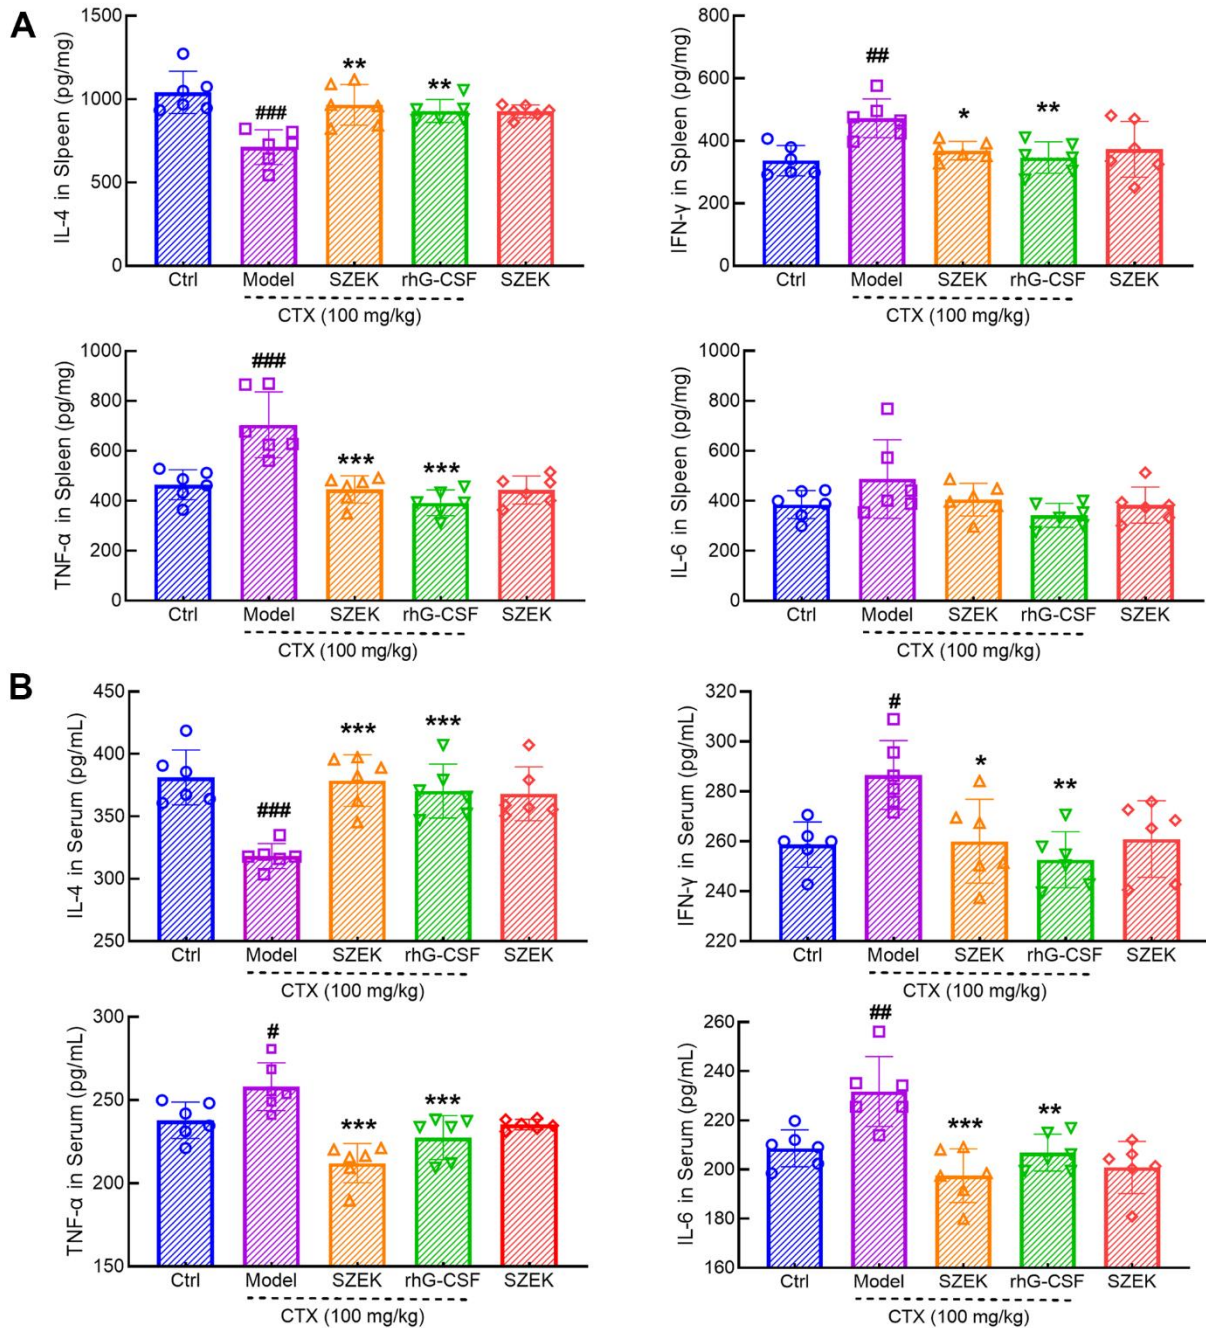 A
IL-4 in Slpeen (pg/mg)
1500
1000
500
0
###
**
**
Ctrl Model SZEK rhG-CSF SZEK
CTX (100 mg/kg)
IFN-γ in Spleen (pg/mg)
800
600
400
200
0
##
*
**
Ctrl Model SZEK rhG-CSF SZEK
CTX (100 mg/kg)
TNF-α in Spleen (pg/mg)
1000
800
600
400
200
0
###
***
***
Ctrl Model SZEK rhG-CSF SZEK
CTX (100 mg/kg)
IL-6 in Slpeen (pg/mg)
1000
800
600
400
200
0
Ctrl Model SZEK rhG-CSF SZEK
CTX (100 mg/kg)
B
IL-4 in Serum (pg/mL)
450
400
350
300
250
###
***
***
Ctrl Model SZEK rhG-CSF SZEK
CTX (100 mg/kg)
IFN-γ in Serum (pg/mL)
320
300
280
260
240
220
#
*
**
Ctrl Model SZEK rhG-CSF SZEK
CTX (100 mg/kg)
TNF-α in Serum (pg/mL)
300
250
200
150
#
***
***
Ctrl Model SZEK rhG-CSF SZEK
CTX (100 mg/kg)
IL-6 in Serum (pg/mL)
260
240
220
200
180
160
##
***
**
Ctrl Model SZEK rhG-CSF SZEK
CTX (100 mg/kg)